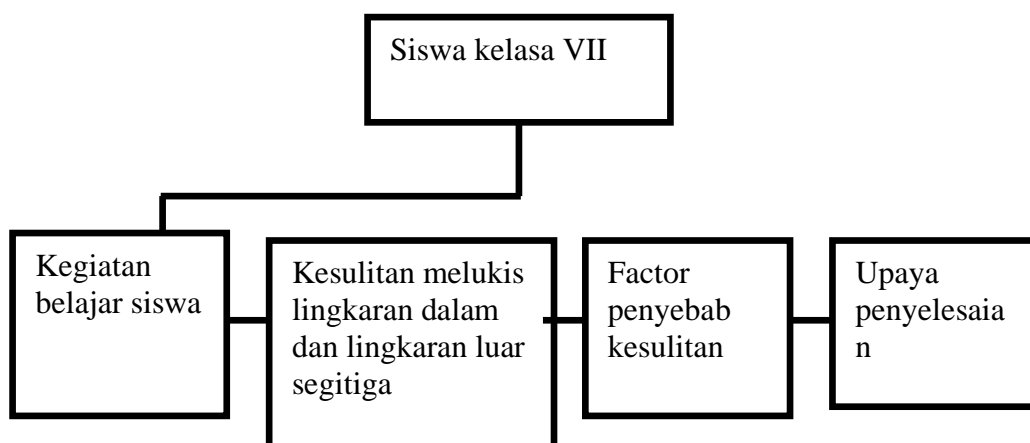 Siswa kelasa VII
Kegiatan
belajar siswa
Kesulitan melukis
lingkaran dalam
dan lingkaran luar
segitiga
Factor
penyebab
kesulitan
Upaya
penyelesaia
n